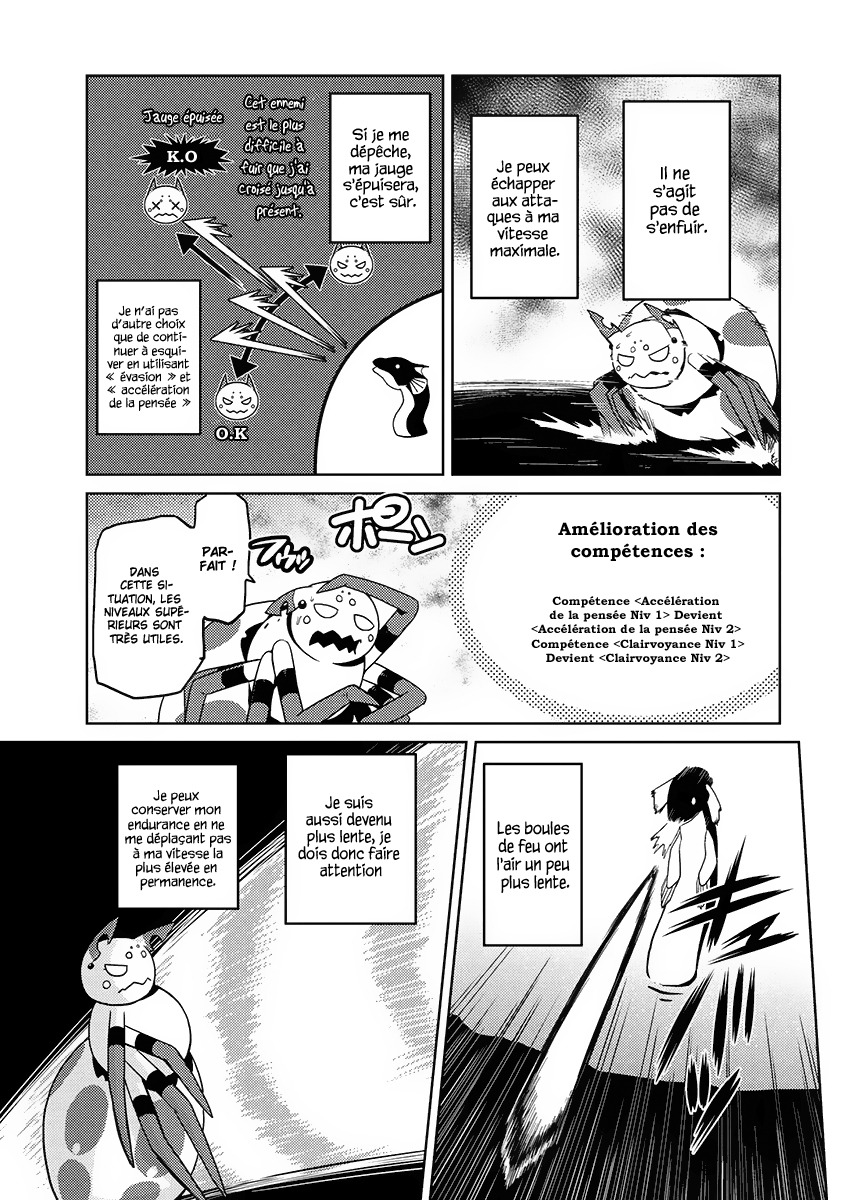 Il ne
s'agit
pas de
s'enfuir.
Je peux
échapper
aux atta-
ques à ma
vitesse
maximale.
Si je me
dépêche,
ma jauge
s'épuisera,
c'est sûr.
Cet ennemi
est le plus
difficile à
fuir que j'ai
croisé jusqu'à
présent.
Jauge épuisée
K.O
Je n'ai pas
d'autre choix
que de conti-
nuer à esqui-
ver en utilisant
« évasion » et
« accélération
de la pensée »
O.K
Amélioration des
compétences :
Compétence <Accélération
de la pensée Niv 1> Devient
<Accélération de la pensée Niv 2>
Compétence <Clairvoyance Niv 1>
Devient <Clairvoyance Niv 2>
ポーン
フゥッ
PAR-
FAIT !
DANS
CETTE SI-
TUATION, LES
NIVEAUX SUPÉ-
RIEURS SONT
TRÈS UTILES.
Les boules
de feu ont
l'air un peu
plus lente.
Je suis
aussi devenu
plus lente, je
dois donc faire
attention
Je peux
conserver mon
endurance en ne
me déplaçant pas
à ma vitesse la
plus élevée en
permanence.